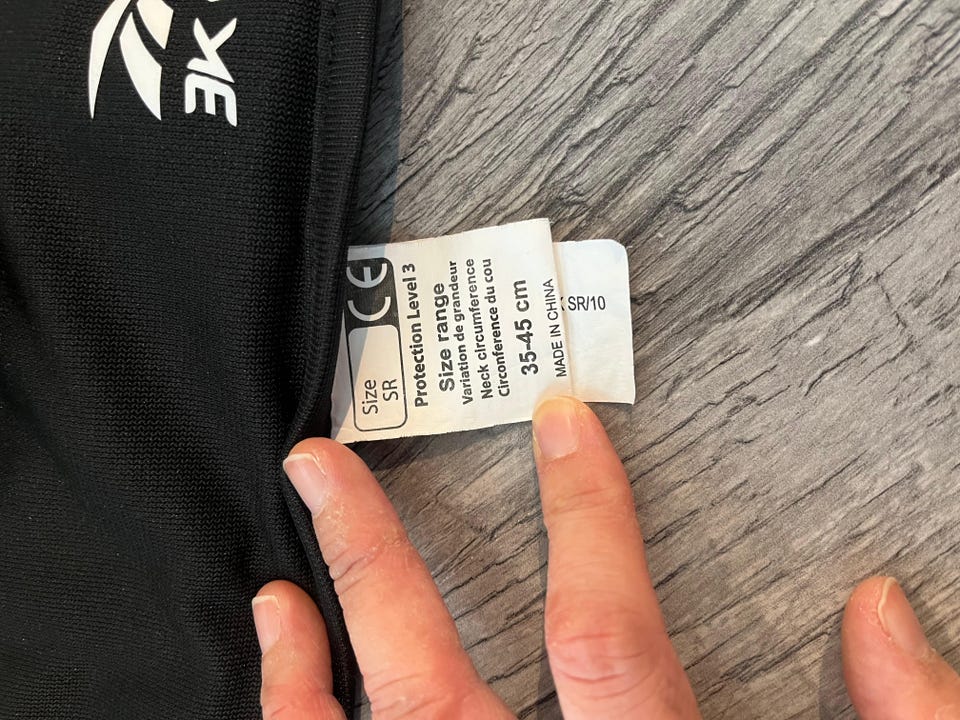 Size
SR
CE
Protection Level 3
Size range
Variation de grandeur
Neck circumference
Circonference du cou
35-45 cm
MADE IN CHINA
SR/10